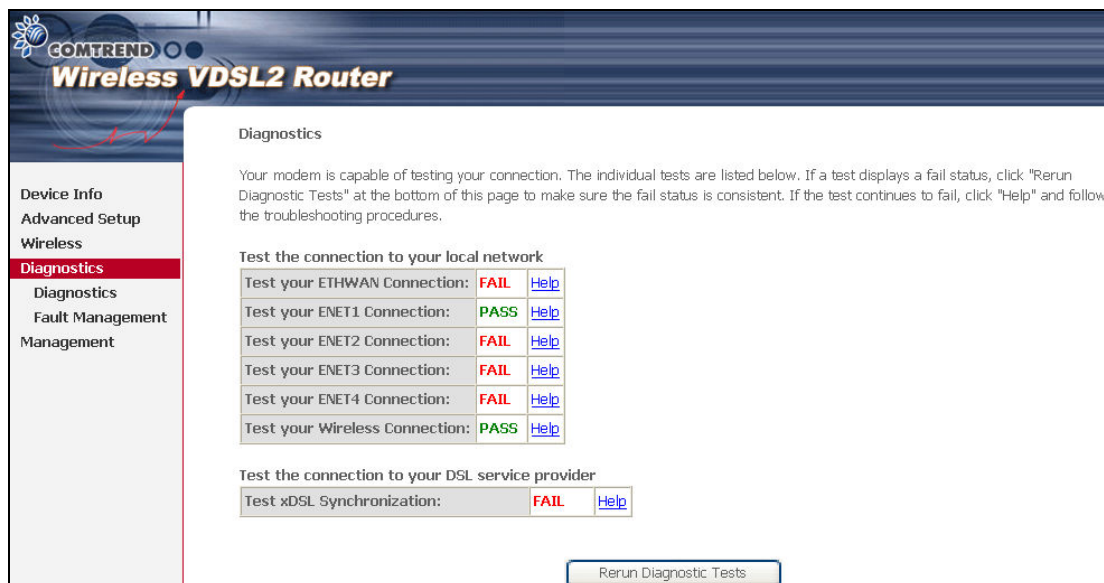 COMTREND
Wireless VDSL2 Router
Device Info
Advanced Setup
Wireless
Diagnostics
Diagnostics
Fault Management
Management
Diagnostics
Your modem is capable of testing your connection. The individual tests are listed below. If a test displays a fail status, click "Rerun
Diagnostic Tests" at the bottom of this page to make sure the fail status is consistent. If the test continues to fail, click "Help" and follow
the troubleshooting procedures.
Test the connection to your local network
Test your ETHWAN Connection: FAIL Help
Test your ENET1 Connection: PASS Help
Test your ENET2 Connection: FAIL Help
Test your ENET3 Connection: FAIL Help
Test your ENET4 Connection: FAIL Help
Test your Wireless Connection: PASS Help
Test the connection to your DSL service provider
Test xDSL Synchronization: FAIL Help
Rerun Diagnostic Tests